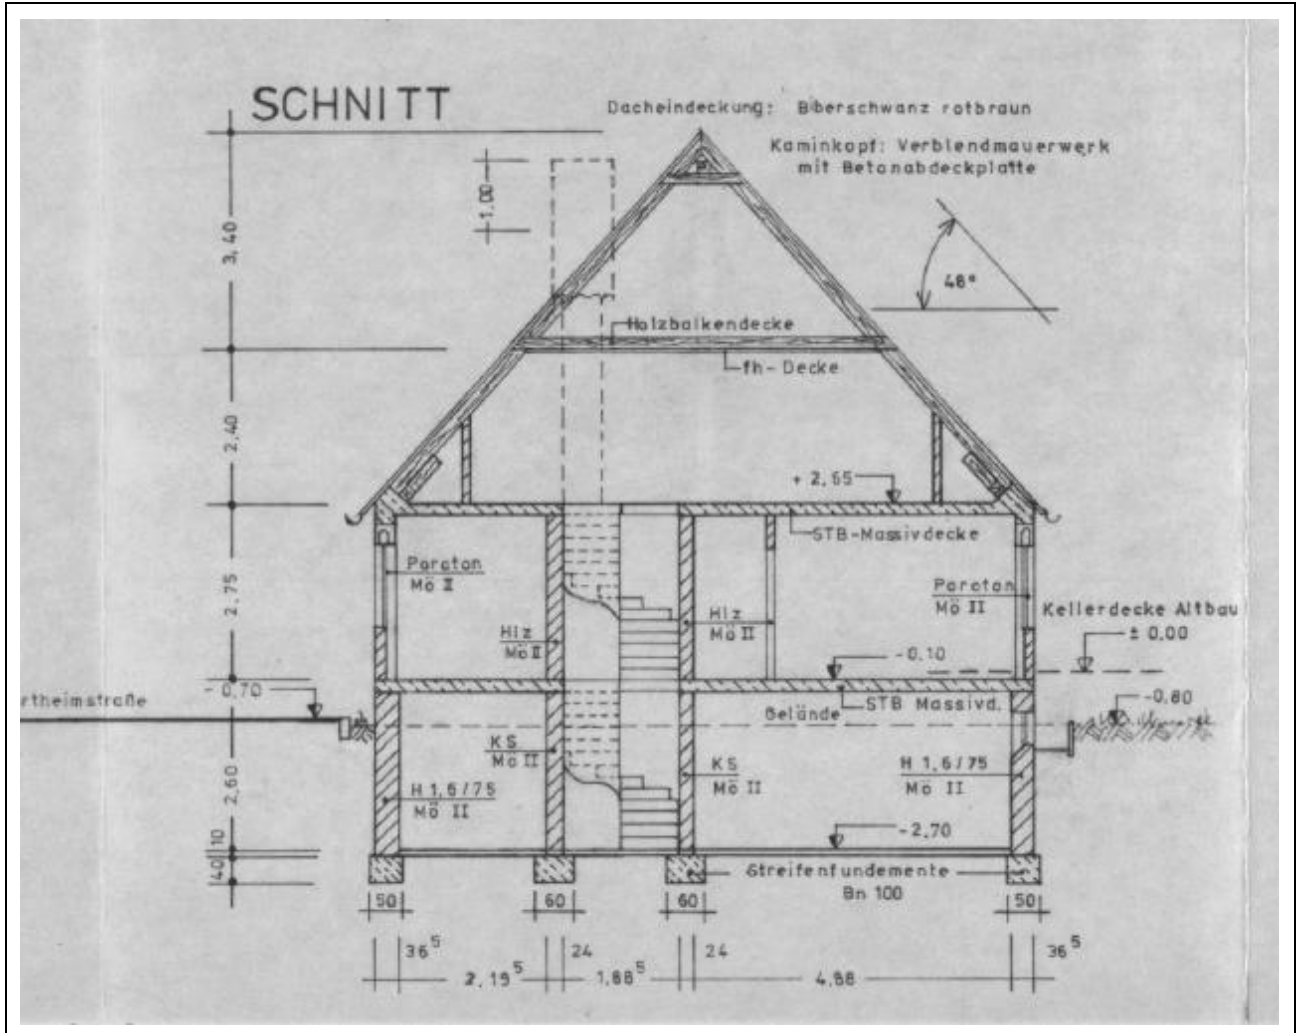 SCHNITT
Dacheindeckung: Biberschwanz rotbraun
Kaminkopf: Verblendmauerwerk
mit Betonabdeckplatte
1,00
3,40
48°
Holzbalkendecke
fh-Decke
2,40
+ 2,65
STB-Massivdecke
Poroton
Mö II
2,75
Poroton
Mö II
Kellerdecke Altbau
± 0,00
Hlz
Mö II
Hlz
Mö II
-0,10
rtheimstraße
- 0,70
STB Massivd.
-0,80
Gelände
KS
Mö II
KS
Mö II
H 1,6/75
Mö II
H 1,6/75
Mö II
2,60
-2,70
10
40
Streifenfundamente
Bn 100
50
60
60
50
36⁵
24
24
36⁵
2,19⁵
1,88⁵
4,88